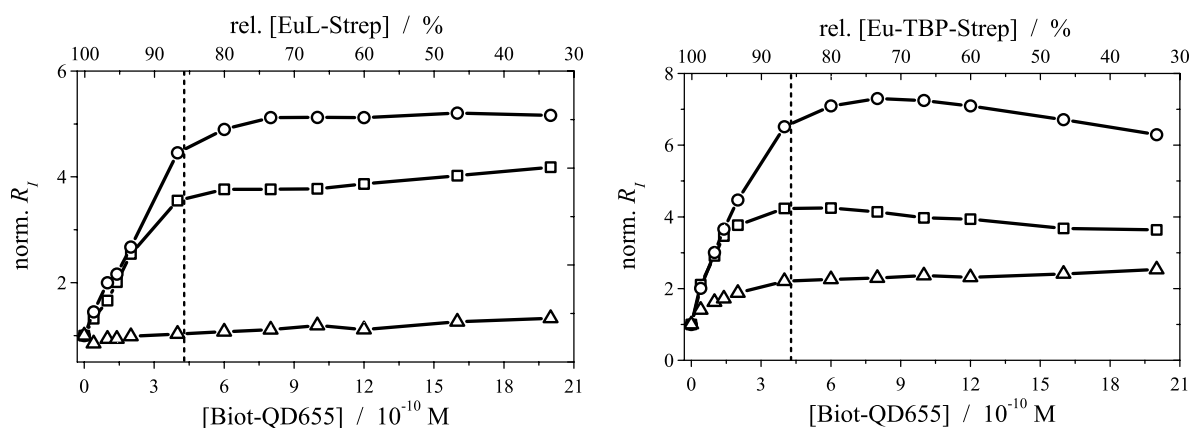 rel. [EuL-Strep] / %
100 90 80 70 60 50 40 30
6
4
2
norm. R_I
0 3 6 9 12 15 18 21
[Biot-QD655] / 10^-10 M
rel. [Eu-TBP-Strep] / %
100 90 80 70 60 50 40 30
8
6
4
2
0
norm. R_I
0 3 6 9 12 15 18 21
[Biot-QD655] / 10^-10 M